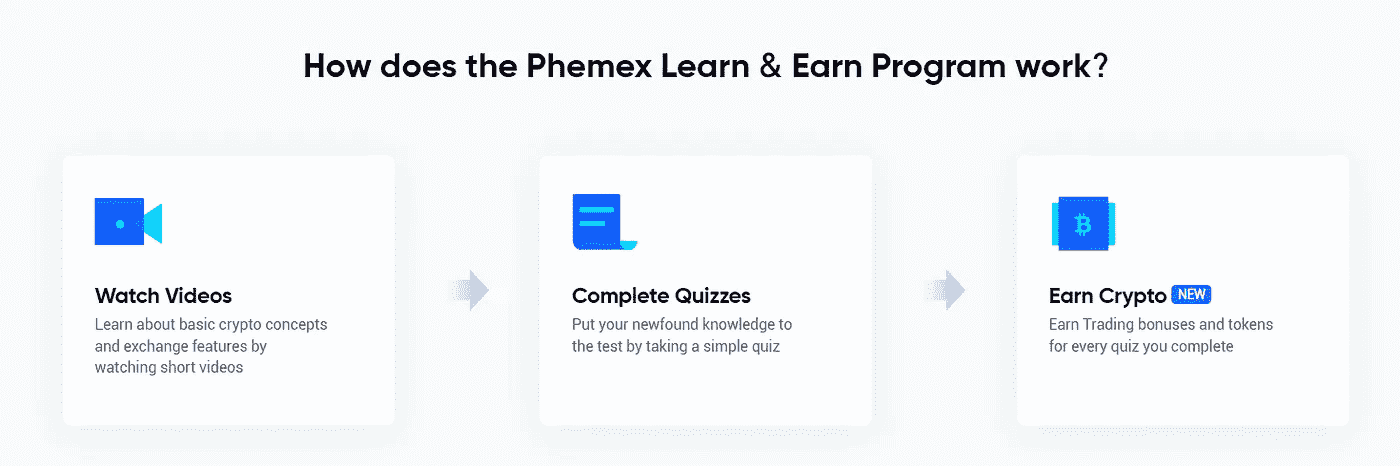 How does the Phemex Learn & Earn Program work?
Watch Videos
Learn about basic crypto concepts
and exchange features by
watching short videos
Complete Quizzes
Put your newfound knowledge to
the test by taking a simple quiz
Earn Crypto NEW
Earn Trading bonuses and tokens
for every quiz you complete